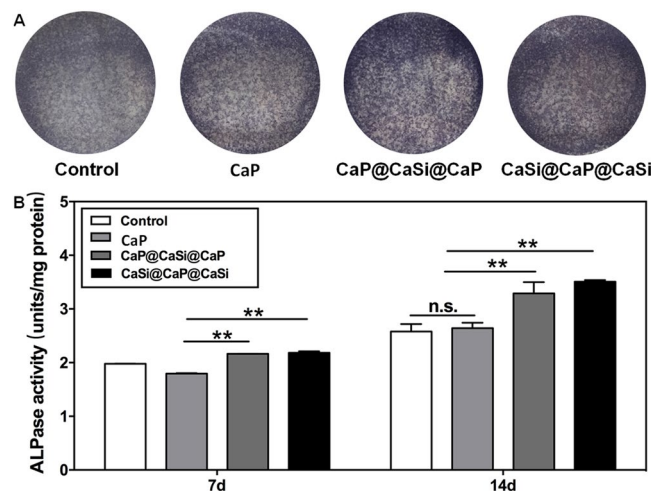 A
Control
CaP
CaP@CaSi@CaP
CaSi@CaP@CaSi
B
ALPase activity (units/mg protein)
5
4
3
2
1
0
Control
CaP
CaP@CaSi@CaP
CaSi@CaP@CaSi
**
**
n.s.
**
**
7d
14d